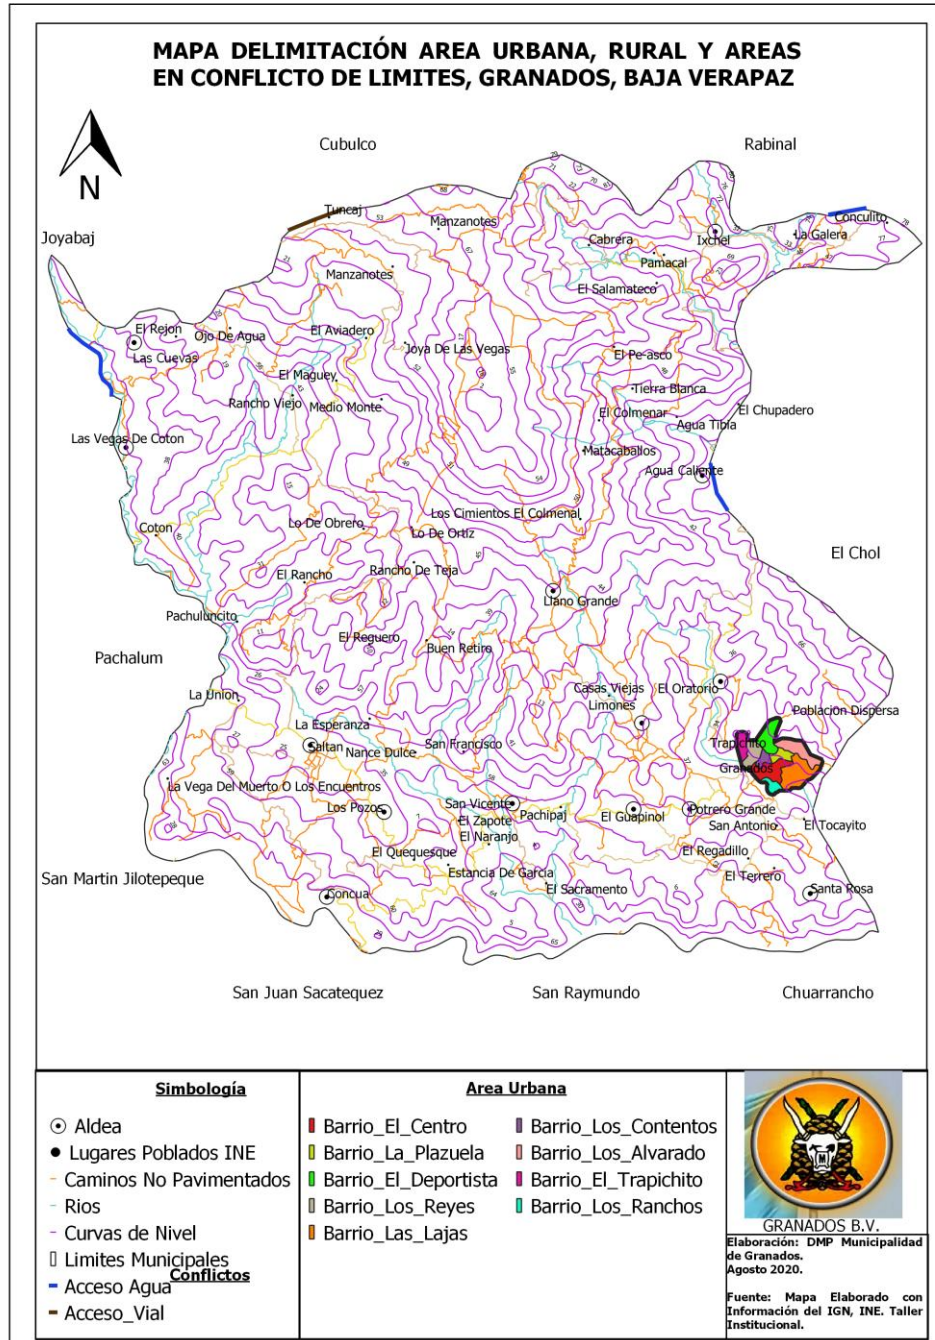 MAPA DELIMITACIÓN AREA URBANA, RURAL Y AREAS
EN CONFLICTO DE LIMITES, GRANADOS, BAJA VERAPAZ
N
Cubulco
Rabinal
Joyabaj
Tuncaj
Manzanotes
Cabrera
Ixchel
Conculito
La Galera
Pamacal
Manzanotes
El Salamateco
El Rejon
Ojo De Agua
El Aviadero
Las Cuevas
Joya De Las Vegas
El Pe-asco
El Maguey
Tierra Blanca
Rancho Viejo
Medio Monte
El Colmenar
El Chupadero
Agua Tibia
Las Vegas De Coton
Matacaballos
Agua Caliente
Los Cimientos El Colmenal
Coton
Lo De Obrero
Lo De Ortiz
El Chol
El Rancho
Rancho De Teja
Llano Grande
Pachuluncito
El Reguero
Buen Retiro
Pachalum
La Union
Casas Viejas
El Oratorio
Limones
Población Dispersa
La Esperanza
Saltan
Nance Dulce
San Francisco
Trapichito
Granados
La Vega Del Muerto O Los Encuentros
Los Pozos
San Vicente
Pachipaj
El Guapinol
Potrero Grande
El Zapote
San Antonio
El Tocayito
El Naranjo
El Quequesque
El Regadillo
San Martin Jilotepeque
Estancia De Garcia
El Terrero
Soncua
El Sacramento
Santa Rosa
San Juan Sacatequez
San Raymundo
Chuarrancho
Simbología
Aldea
Lugares Poblados INE
Caminos No Pavimentados
Rios
Curvas de Nivel
Limites Municipales
Conflictos
Acceso Agua
Acceso_Vial
Area Urbana
Barrio_El_Centro
Barrio_La_Plazuela
Barrio_El_Deportista
Barrio_Los_Reyes
Barrio_Las_Lajas
Barrio_Los_Contentos
Barrio_Los_Alvarado
Barrio_El_Trapichito
Barrio_Los_Ranchos
M
GRANADOS B.V.
Elaboración: DMP Municipalidad
de Granados.
Agosto 2020.
Fuente: Mapa Elaborado con
Información del IGN, INE. Taller
Institucional.